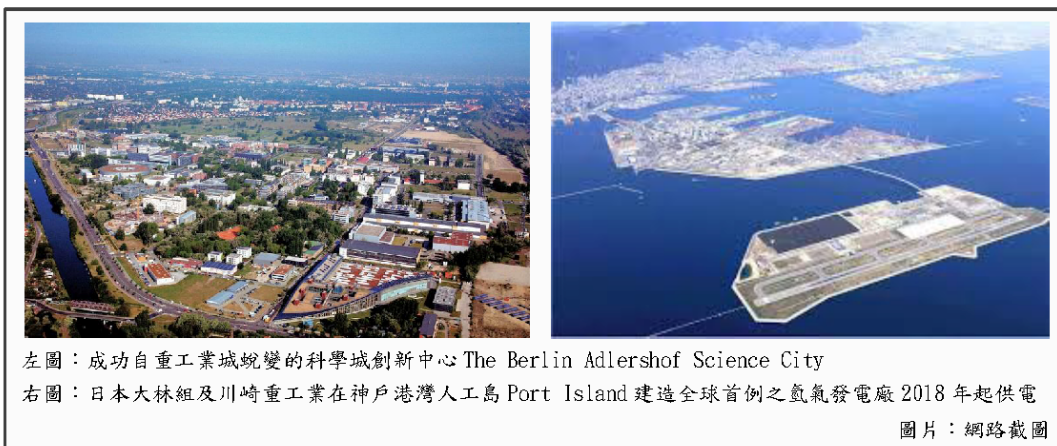 左圖：成功自重工業城蛻變的科學城創新中心 The Berlin Adlershof Science City
右圖：日本大林組及川崎重工業在神戶港灣人工島 Port Island 建造全球首例之氫氣發電廠 2018 年起供電
圖片：網路截圖